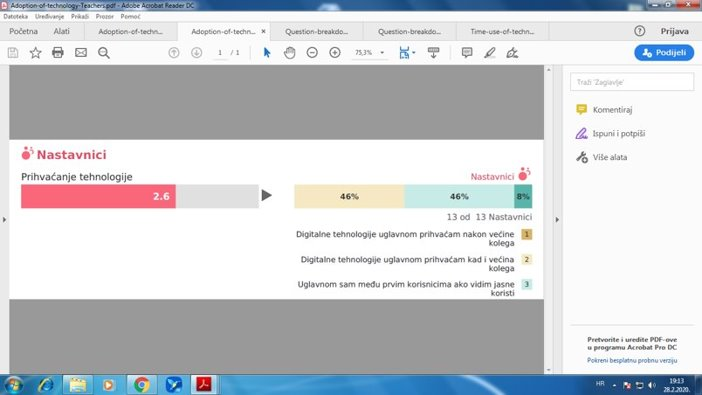 Adoption-of-technology-Teachers.pdf - Adobe Acrobat Reader DC
Datoteka Uređivanje Prikaži Prozor Pomoć
Početna Alati Adoption-of-techn... Adoption-of-techn... × Question-breakdo... Question-breakdo... Time-use-of-techn... Prijava
1 / 1 75,3% Podijeli
Traži 'Zaglavlje'
Komentiraj
Ispuni i potpiši
Više alata
Nastavnici
Prihvaćanje tehnologije
Nastavnici
2.6 46% 46% 8%
13 od 13 Nastavnici
Digitalne tehnologije uglavnom prihvaćam nakon većine 1
kolega
Digitalne tehnologije uglavnom prihvaćam kad i većina 2
kolega
Uglavnom sam među prvim korisnicima ako vidim jasne 3
koristi
Pretvorite i uredite PDF-ove
u programu Acrobat Pro DC
Pokreni besplatnu probnu verziju
HR 19:13
28.2.2020.